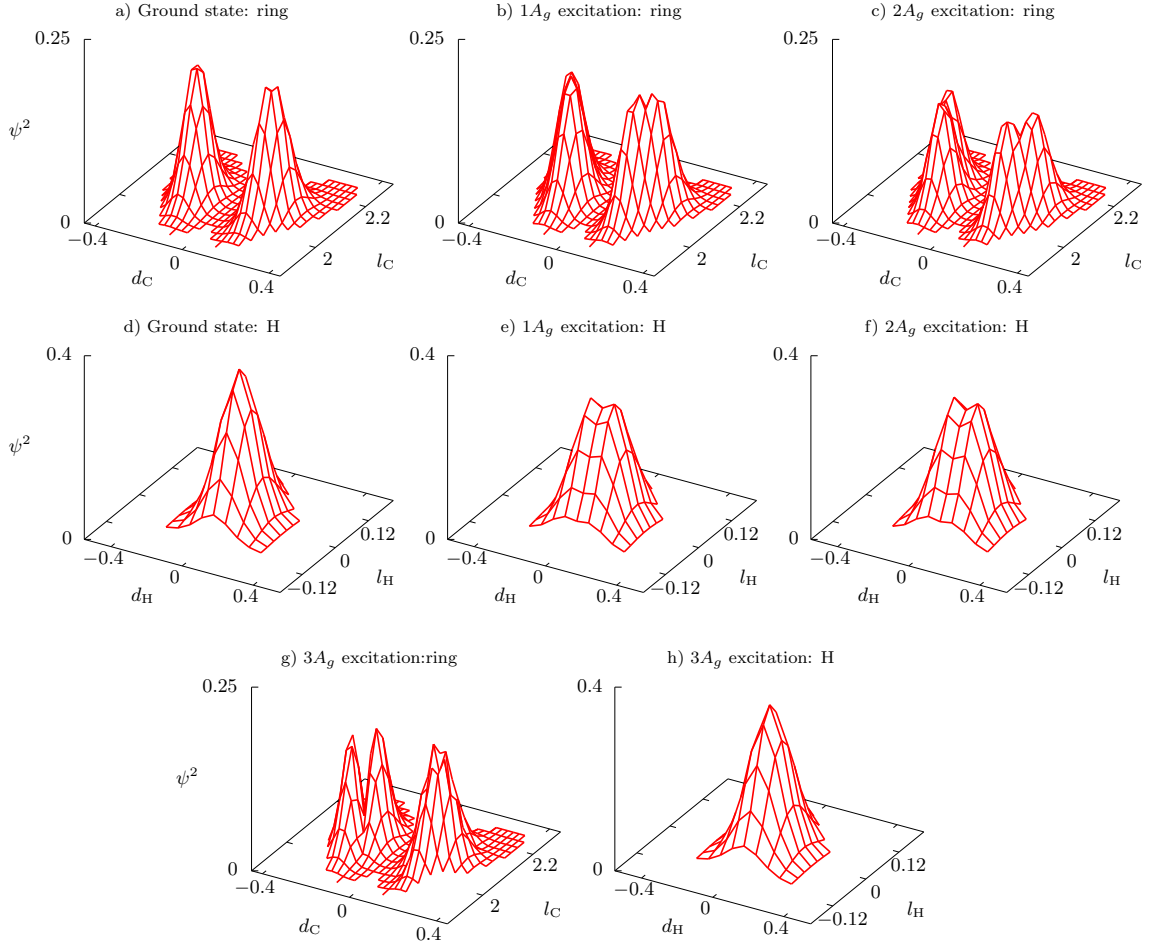 a) Ground state: ring
b) 1A_g excitation: ring
c) 2A_g excitation: ring
0.25
0.25
0.25
ψ²
0
0
0
−0.4
0
0.4
d_C
2
2.2
l_C
−0.4
0
0.4
d_C
2
2.2
l_C
−0.4
0
0.4
d_C
2
2.2
l_C
d) Ground state: H
e) 1A_g excitation: H
f) 2A_g excitation: H
0.4
0.4
0.4
ψ²
0
0
0
−0.4
0
0.4
d_H
−0.12
0
0.12
l_H
−0.4
0
0.4
d_H
−0.12
0
0.12
l_H
−0.4
0
0.4
d_H
−0.12
0
0.12
l_H
g) 3A_g excitation:ring
h) 3A_g excitation: H
0.25
0.4
ψ²
0
0
−0.4
0
0.4
d_C
2
2.2
l_C
−0.4
0
0.4
d_H
−0.12
0
0.12
l_H